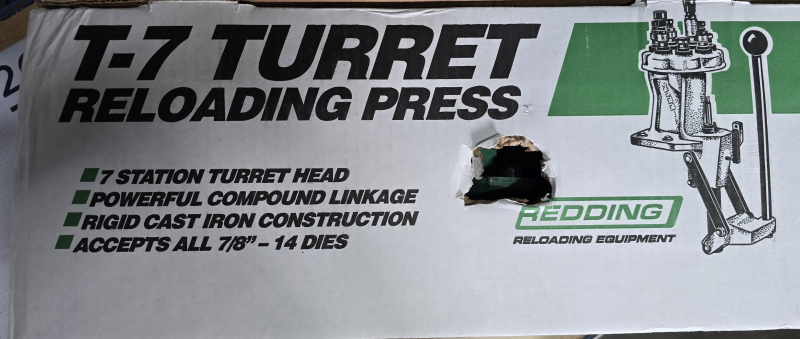 T-7 TURRET
RELOADING PRESS
7 STATION TURRET HEAD
POWERFUL COMPOUND LINKAGE
RIGID CAST IRON CONSTRUCTION
ACCEPTS ALL 7/8" – 14 DIES
REDDING
RELOADING EQUIPMENT